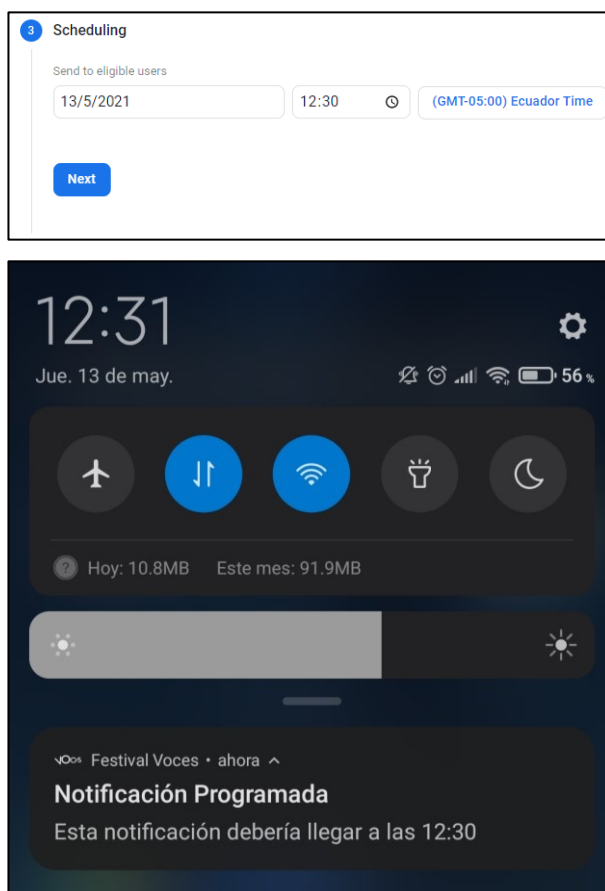 3 Scheduling
Send to eligible users
13/5/2021 12:30 (GMT-05:00) Ecuador Time
Next
12:31
Jue. 13 de may. 56 %
? Hoy: 10.8MB Este mes: 91.9MB
VOces Festival Voces • ahora
Notificación Programada
Esta notificación debería llegar a las 12:30